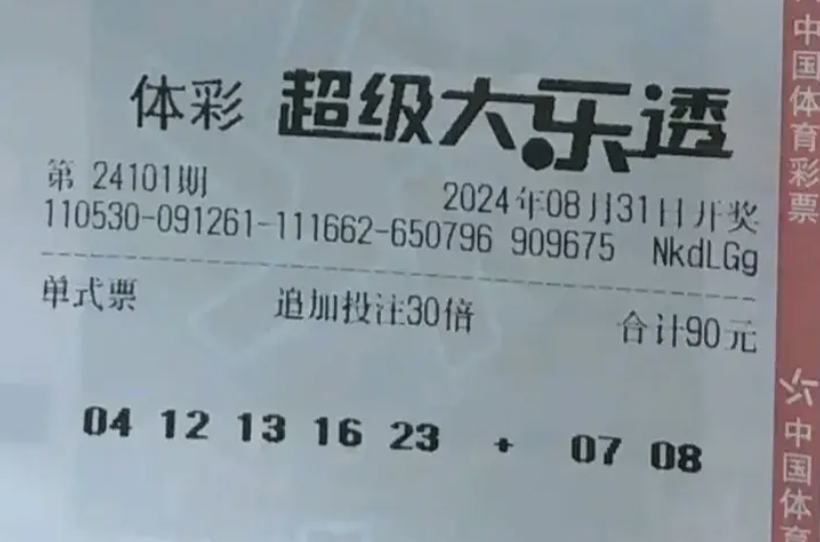 体彩 超级大乐透
第 24101期 2024年08月31日开奖
110530-091261-111662-650796 909675 NkdLGg
单式票 追加投注30倍 合计90元
04 12 13 16 23 + 07 08
中国体育彩票
中国体育